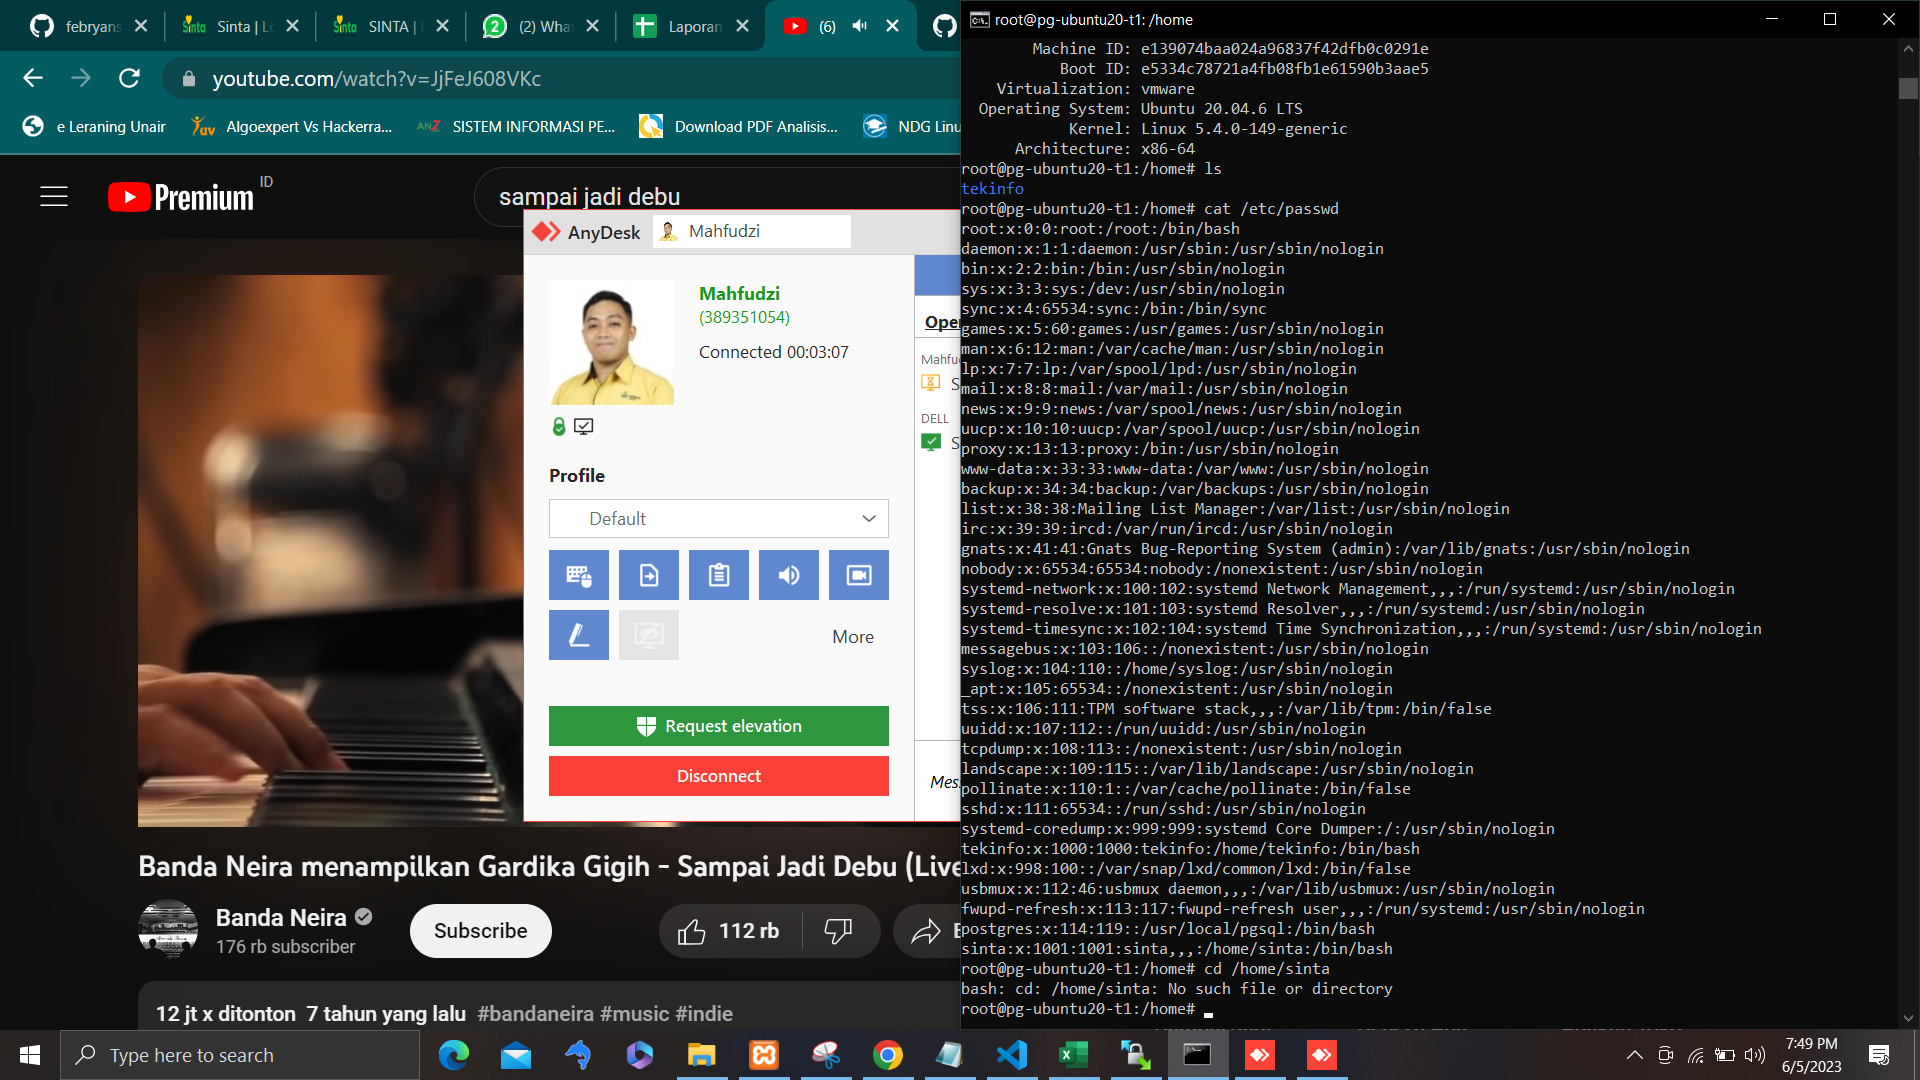 febryans
Sinta | Lo
SINTA |
(2) What
Laporan
(6)
youtube.com/watch?v=JjFeJ608VKc
e Leraning Unair
Algoexpert Vs Hackerra...
SISTEM INFORMASI PE...
Download PDF Analisis...
NDG Linu
Premium ID
sampai jadi debu
AnyDesk
Mahfudzi
Mahfudzi
(389351054)
Connected 00:03:07
Profile
Default
More
Request elevation
Disconnect
Ope
Mahfud
S
DELL
S
Mes
Banda Neira menampilkan Gardika Gigih - Sampai Jadi Debu (Live
Banda Neira
176 rb subscriber
Subscribe
112 rb
12 jt x ditonton 7 tahun yang lalu #bandaneira #music #indie
root@pg-ubuntu20-t1: /home
Machine ID: e139074baa024a96837f42dfb0c0291e
Boot ID: e5334c78721a4fb08fb1e61590b3aae5
Virtualization: vmware
Operating System: Ubuntu 20.04.6 LTS
Kernel: Linux 5.4.0-149-generic
Architecture: x86-64
root@pg-ubuntu20-t1:/home# ls
tekinfo
root@pg-ubuntu20-t1:/home# cat /etc/passwd
root:x:0:0:root:/root:/bin/bash
daemon:x:1:1:daemon:/usr/sbin:/usr/sbin/nologin
bin:x:2:2:bin:/bin:/usr/sbin/nologin
sys:x:3:3:sys:/dev:/usr/sbin/nologin
sync:x:4:65534:sync:/bin:/bin/sync
games:x:5:60:games:/usr/games:/usr/sbin/nologin
man:x:6:12:man:/var/cache/man:/usr/sbin/nologin
lp:x:7:7:lp:/var/spool/lpd:/usr/sbin/nologin
mail:x:8:8:mail:/var/mail:/usr/sbin/nologin
news:x:9:9:news:/var/spool/news:/usr/sbin/nologin
uucp:x:10:10:uucp:/var/spool/uucp:/usr/sbin/nologin
proxy:x:13:13:proxy:/bin:/usr/sbin/nologin
www-data:x:33:33:www-data:/var/www:/usr/sbin/nologin
backup:x:34:34:backup:/var/backups:/usr/sbin/nologin
list:x:38:38:Mailing List Manager:/var/list:/usr/sbin/nologin
irc:x:39:39:ircd:/var/run/ircd:/usr/sbin/nologin
gnats:x:41:41:Gnats Bug-Reporting System (admin):/var/lib/gnats:/usr/sbin/nologin
nobody:x:65534:65534:nobody:/nonexistent:/usr/sbin/nologin
systemd-network:x:100:102:systemd Network Management,,,:/run/systemd:/usr/sbin/nologin
systemd-resolve:x:101:103:systemd Resolver,,,:/run/systemd:/usr/sbin/nologin
systemd-timesync:x:102:104:systemd Time Synchronization,,,:/run/systemd:/usr/sbin/nologin
messagebus:x:103:106::/nonexistent:/usr/sbin/nologin
syslog:x:104:110::/home/syslog:/usr/sbin/nologin
_apt:x:105:65534::/nonexistent:/usr/sbin/nologin
tss:x:106:111:TPM software stack,,,:/var/lib/tpm:/bin/false
uuidd:x:107:112::/run/uuidd:/usr/sbin/nologin
tcpdump:x:108:113::/nonexistent:/usr/sbin/nologin
landscape:x:109:115::/var/lib/landscape:/usr/sbin/nologin
pollinate:x:110:1::/var/cache/pollinate:/bin/false
sshd:x:111:65534::/run/sshd:/usr/sbin/nologin
systemd-coredump:x:999:999:systemd Core Dumper:/:/usr/sbin/nologin
tekinfo:x:1000:1000:tekinfo:/home/tekinfo:/bin/bash
lxd:x:998:100::/var/snap/lxd/common/lxd:/bin/false
usbmux:x:112:46:usbmux daemon,,,:/var/lib/usbmux:/usr/sbin/nologin
fwupd-refresh:x:113:117:fwupd-refresh user,,,:/run/systemd:/usr/sbin/nologin
postgres:x:114:119::/usr/local/pgsql:/bin/bash
sinta:x:1001:1001:sinta,,,:/home/sinta:/bin/bash
root@pg-ubuntu20-t1:/home# cd /home/sinta
bash: cd: /home/sinta: No such file or directory
root@pg-ubuntu20-t1:/home#
Type here to search
7:49 PM
6/5/2023